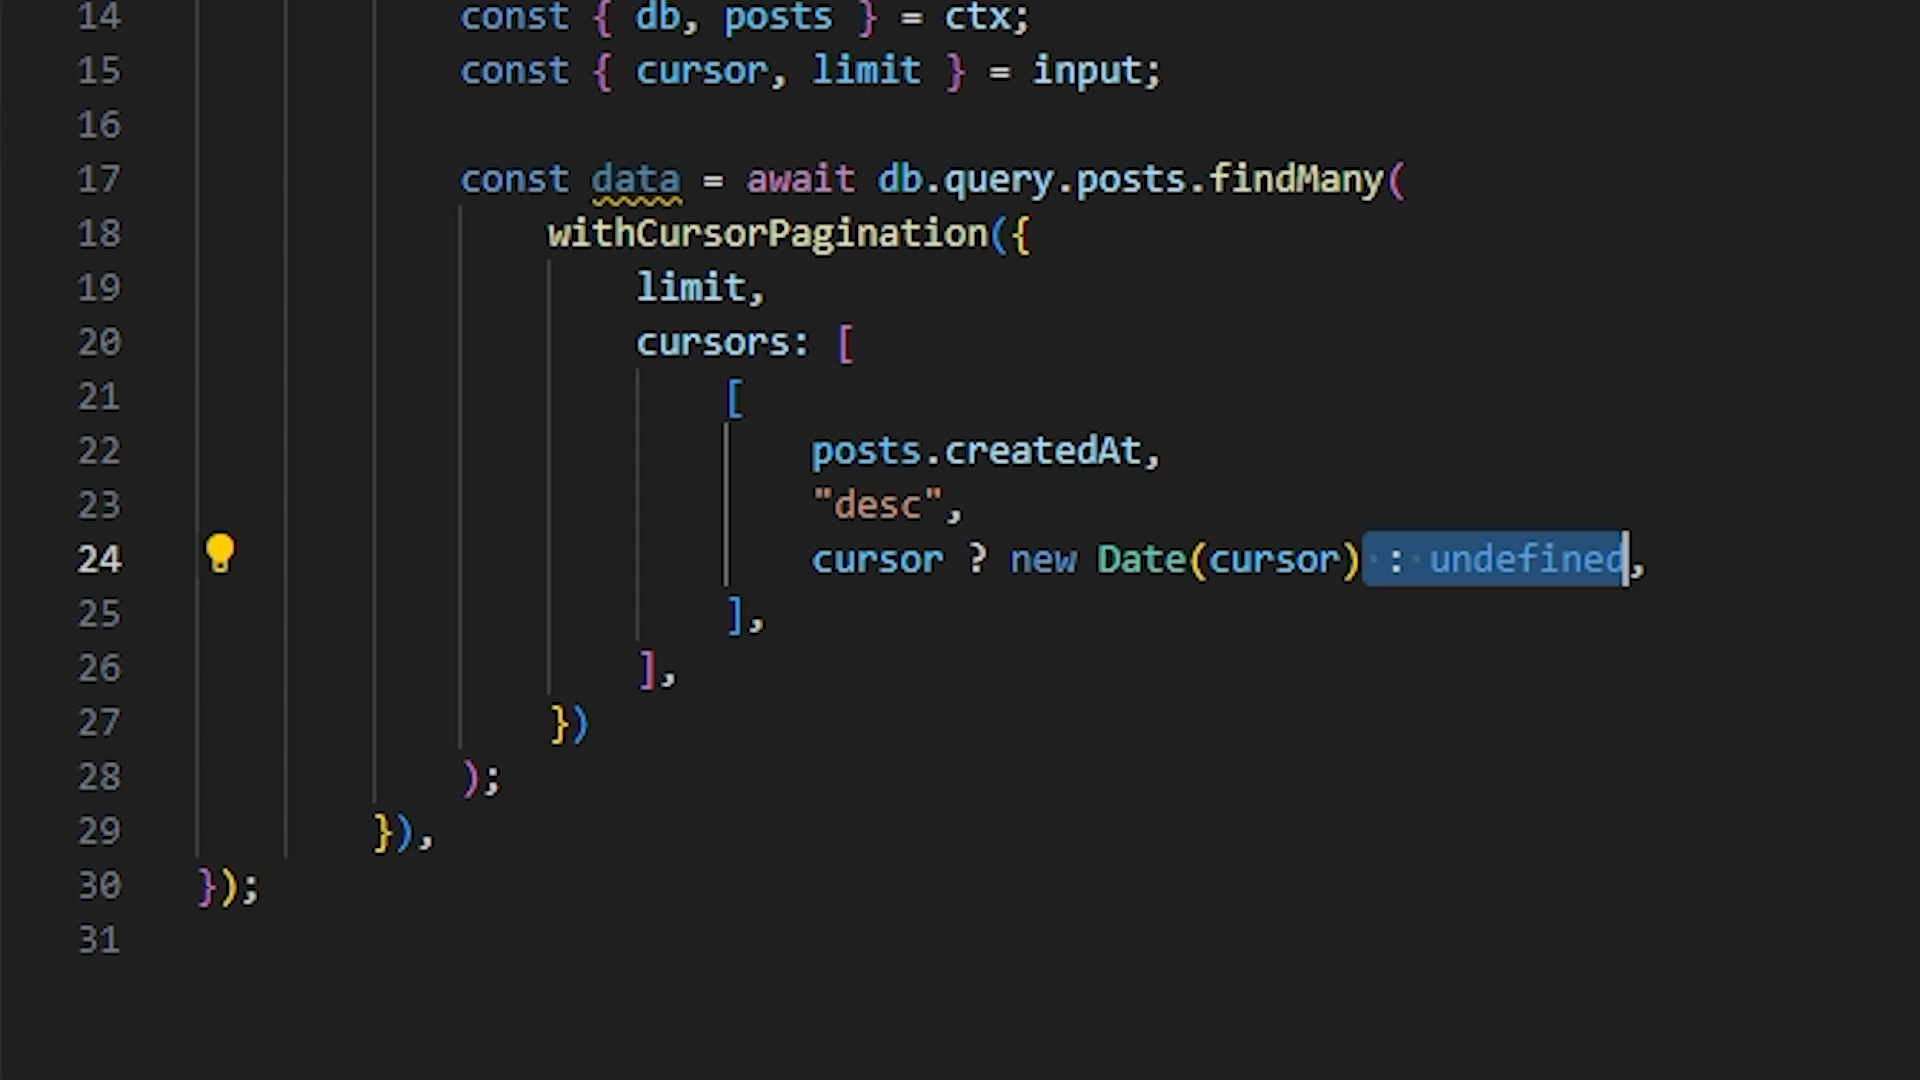 14 const { db, posts } = ctx;
15 const { cursor, limit } = input;
16
17 const data = await db.query.posts.findMany(
18 withCursorPagination({
19 limit,
20 cursors: [
21 [
22 posts.createdAt,
23 "desc",
24 cursor ? new Date(cursor) : undefined,
25 ],
26 ],
27 })
28 );
29 }),
30 });
31